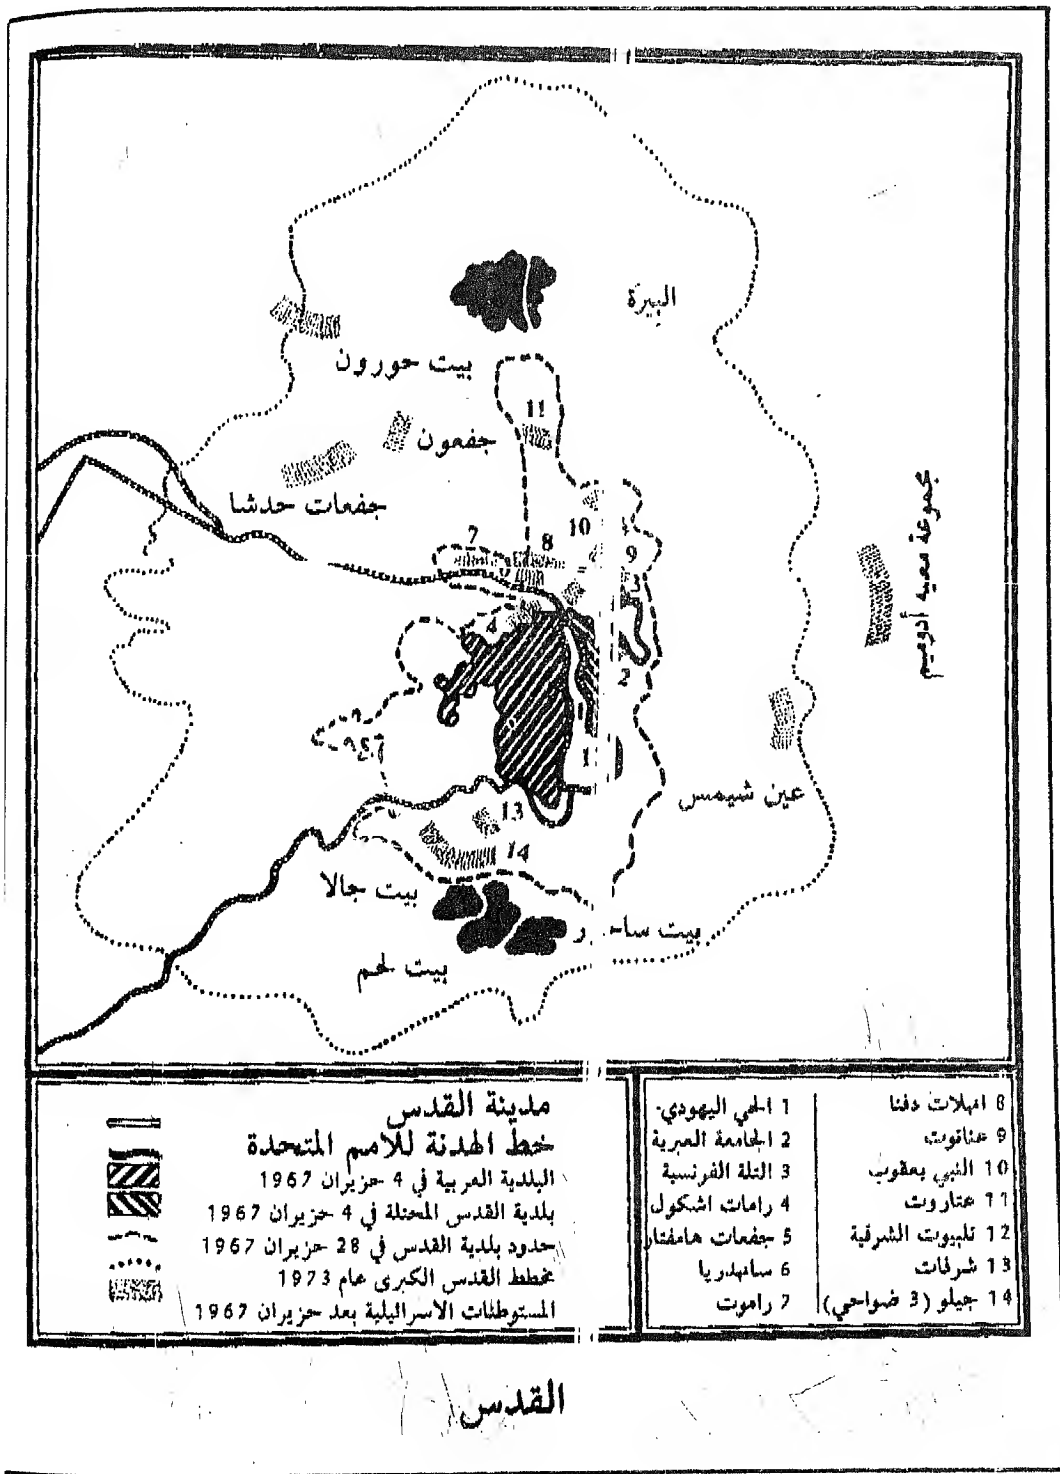 البيرة
بيت حورون
11
جفعون
جفعات حدشا
10
7
8
9
3
4
2
1
مجموعة معيه أدوميم
عين شيمس
13
14
بيت جالا
بيت ساحور
بيت لحم
مدينة القدس
خط الهدنة للأمم المتحدة
البلدية العربية في 4 حزيران 1967
بلدية القدس المحتلة في 4 حزيران 1967
حدود بلدية القدس في 28 حزيران 1967
مخطط القدس الكبرى عام 1973
المستوطنات الاسرائيلية بعد حزيران 1967
1 الحي اليهودي
2 الجامعة العبرية
3 التلة الفرنسية
4 رامات اشكول
5 جفعات هامفتار
6 سانهدريا
7 راموت
8 امهلات دفنا
9 عناتوت
10 النبي يعقوب
11 عتاروت
12 تلبيوت الشرقية
13 شرفات
14 جيلو (3 ضواحي)
القدس